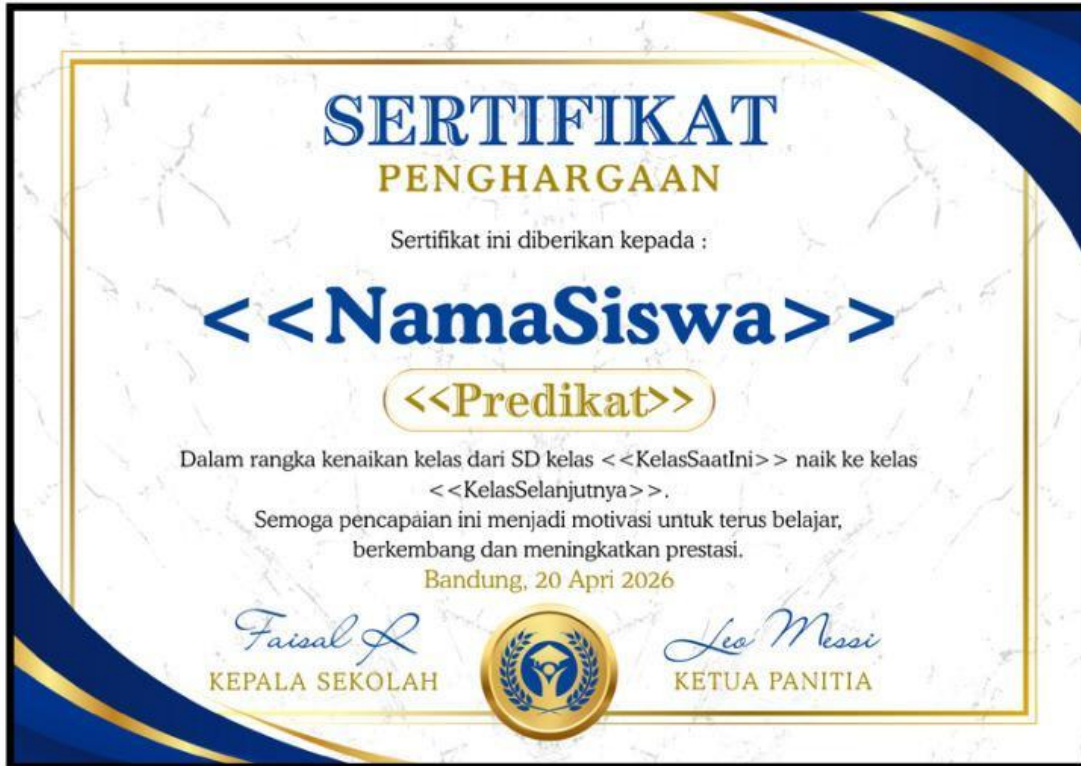 SERTIFIKAT
PENGHARGAAN
Sertifikat ini diberikan kepada :
<<NamaSiswa>>
<<Predikat>>
Dalam rangka kenaikan kelas dari SD kelas <<KelasSaatIni>> naik ke kelas
<<KelasSelanjutnya>>.
Semoga pencapaian ini menjadi motivasi untuk terus belajar,
berkembang dan meningkatkan prestasi.
Bandung, 20 Apri 2026
Faisal R
KEPALA SEKOLAH
Leo Messi
KETUA PANITIA